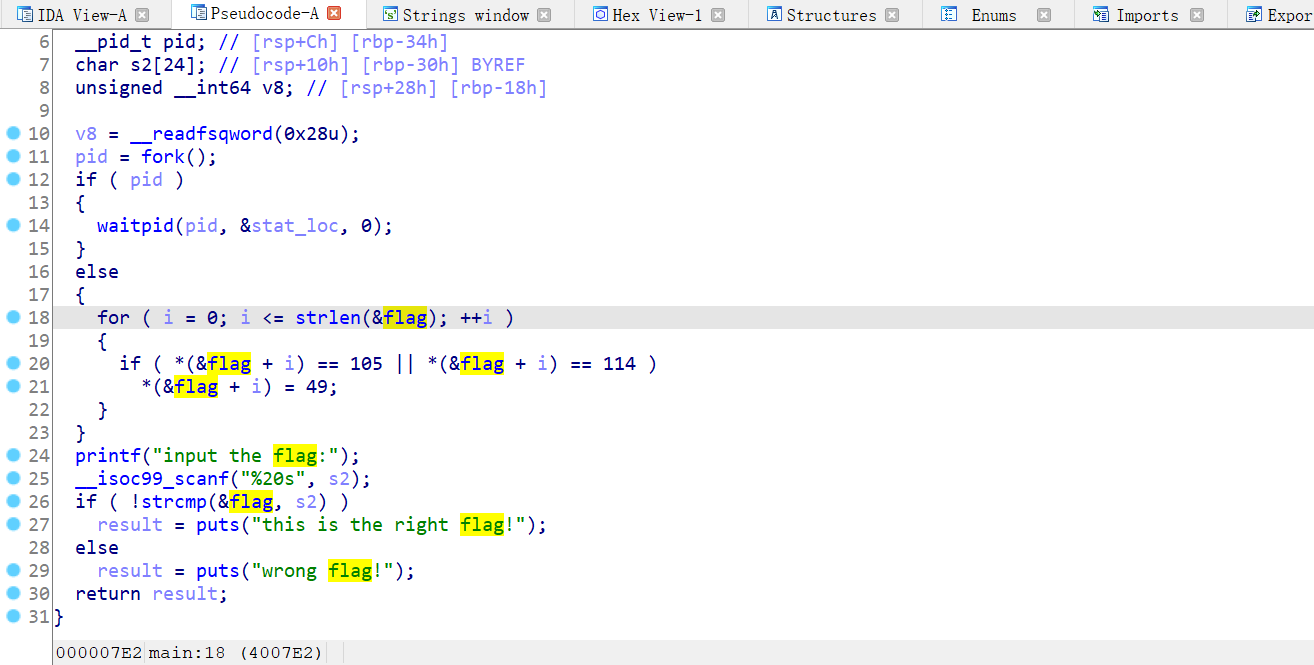 IDA View-A Pseudocode-A Strings window Hex View-1 Structures Enums Imports Expor
6 __pid_t pid; // [rsp+Ch] [rbp-34h]
7 char s2[24]; // [rsp+10h] [rbp-30h] BYREF
8 unsigned __int64 v8; // [rsp+28h] [rbp-18h]
9
10 v8 = __readfsqword(0x28u);
11 pid = fork();
12 if ( pid )
13 {
14 waitpid(pid, &stat_loc, 0);
15 }
16 else
17 {
18 for ( i = 0; i <= strlen(&flag); ++i )
19 {
20 if ( *(&flag + i) == 105 || *(&flag + i) == 114 )
21 *(&flag + i) = 49;
22 }
23 }
24 printf("input the flag:");
25 __isoc99_scanf("%20s", s2);
26 if ( !strcmp(&flag, s2) )
27 result = puts("this is the right flag!");
28 else
29 result = puts("wrong flag!");
30 return result;
31 }
000007E2 main:18 (4007E2)